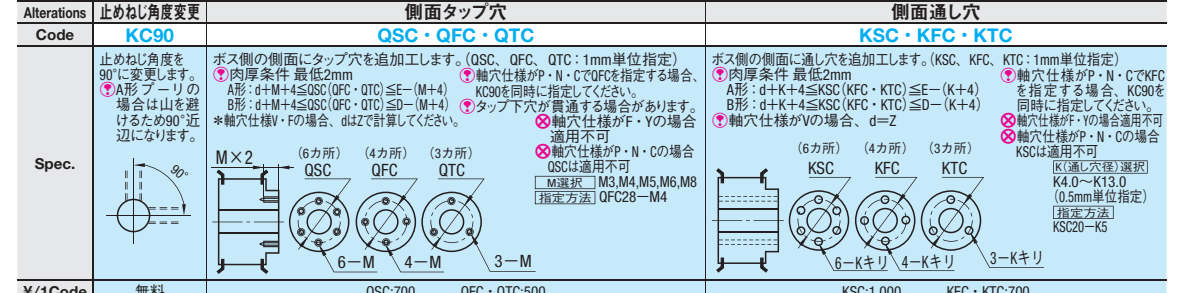 Alterations 止めねじ角度変更 側面タップ穴 側面通し穴
Code KC90 QSC・QFC・QTC KSC・KFC・KTC
Spec.
止めねじ角度を
90°に変更します。
A形プーリの
場合は山を避
けるため90°近
辺になります。
90°
ボス側の側面にタップ穴を追加工します。(QSC、QFC、QTC:1mm単位指定)
肉厚条件 最低2mm
A形:d+M+4≦QSC(QFC・QTC)≦E−(M+4)
B形:d+M+4≦QSC(QFC・QTC)≦D−(M+4)
*軸穴仕様V・Fの場合、dはZで計算してください。
軸穴仕様がP・N・CでQFCを指定する場合、
KC90を同時に指定してください。
タップ下穴が貫通する場合があります。
軸穴仕様がF・Yの場合
適用不可
軸穴仕様がP・N・Cの場合
QSCは適用不可
M選択 M3,M4,M5,M6,M8
指定方法 QFC28−M4
M×2
(6カ所) (4カ所) (3カ所)
QSC QFC QTC
6−M 4−M 3−M
ボス側の側面に通し穴を追加工します。(KSC、KFC、KTC:1mm単位指定)
肉厚条件 最低2mm
A形:d+K+4≦KSC(KFC・KTC)≦E−(K+4)
B形:d+K+4≦KSC(KFC・KTC)≦D−(K+4)
軸穴仕様がVの場合、d=Z
軸穴仕様がP・N・CでKFC
を指定する場合、KC90を
同時に指定してください。
軸穴仕様がF・Yの場合適用不可
軸穴仕様がP・N・Cの場合
KSCは適用不可
K(通し穴径)選択
K4.0〜K13.0
(0.5mm単位指定)
指定方法
KSC20−K5
(6カ所) (4カ所) (3カ所)
KSC KFC KTC
6−Kキリ 4−Kキリ 3−Kキリ
¥/1Code 無料 QSC:700 QFC・QTC:500 KSC:1,000 KFC・KTC:700